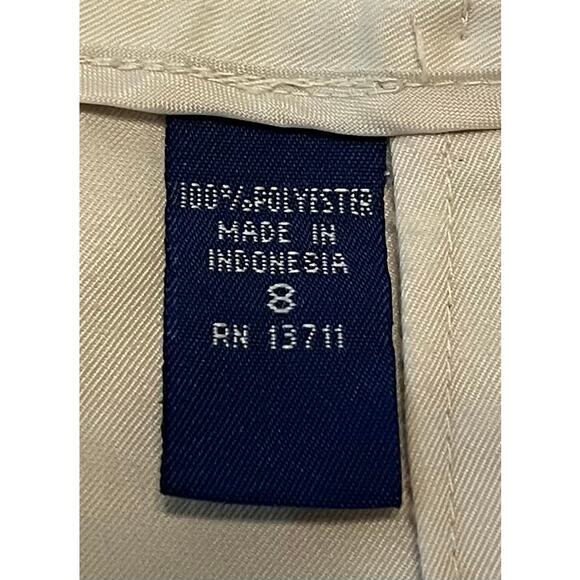 100% POLYESTER
MADE IN
INDONESIA
8
RN 13711